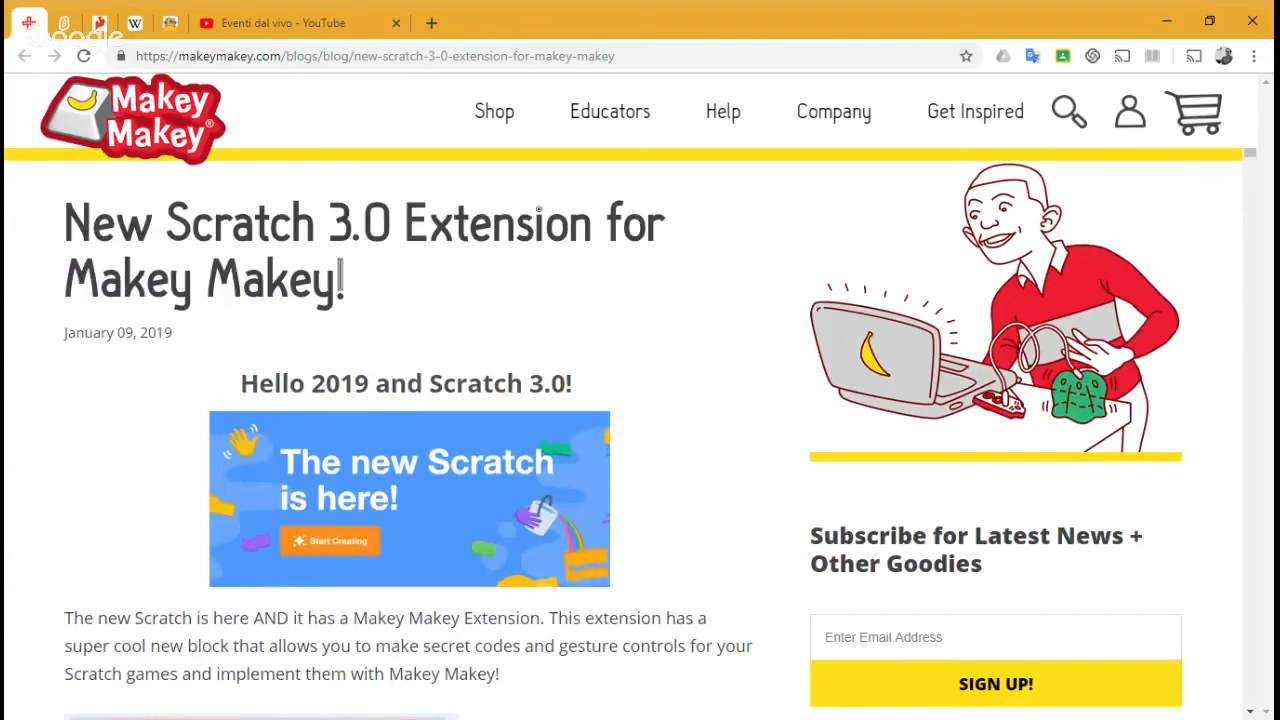 Eventi dal vivo - YouTube
Google
https://makeymakey.com/blogs/blog/new-scratch-3-0-extension-for-makey-makey
Makey
Makey®
Shop
Educators
Help
Company
Get Inspired
New Scratch 3.0 Extension for
Makey Makey!
January 09, 2019
Hello 2019 and Scratch 3.0!
The new Scratch
is here!
Start Creating
The new Scratch is here AND it has a Makey Makey Extension. This extension has a
super cool new block that allows you to make secret codes and gesture controls for your
Scratch games and implement them with Makey Makey!
Subscribe for Latest News +
Other Goodies
Enter Email Address
SIGN UP!